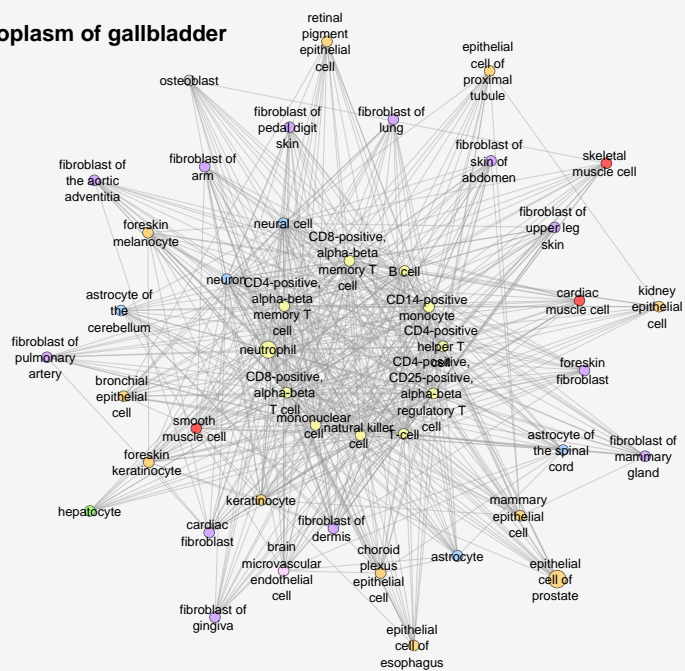 oplasm of gallbladder
retinal
pigment
epithelial
cell
epithelial
cell of
proximal
tubule
osteoblast
fibroblast of
pedal digit
skin
fibroblast of
lung
fibroblast of
arm
fibroblast of
skin of
abdomen
skeletal
muscle cell
fibroblast of
the aortic
adventitia
foreskin
melanocyte
neural cell
fibroblast of
upper leg
skin
CD8-positive,
alpha-beta
memory T
cell
B cell
neuron
CD4-positive,
alpha-beta
memory T
cell
CD14-positive
monocyte
cardiac
muscle cell
kidney
epithelial
cell
astrocyte of
the
cerebellum
CD4-positive
helper T
cell
neutrophil
fibroblast of
pulmonary
artery
CD4-positive,
CD25-positive,
alpha-beta
regulatory T
cell
foreskin
fibroblast
bronchial
epithelial
cell
CD8-positive,
alpha-beta
T cell
smooth
muscle cell
mononuclear
cell
natural killer
cell
T-cell
astrocyte of
the spinal
cord
fibroblast of
mammary
gland
foreskin
keratinocyte
hepatocyte
keratinocyte
cardiac
fibroblast
fibroblast of
dermis
mammary
epithelial
cell
brain
microvascular
endothelial
cell
choroid
plexus
epithelial
cell
astrocyte
epithelial
cell of
prostate
fibroblast of
gingiva
epithelial
cell of
esophagus